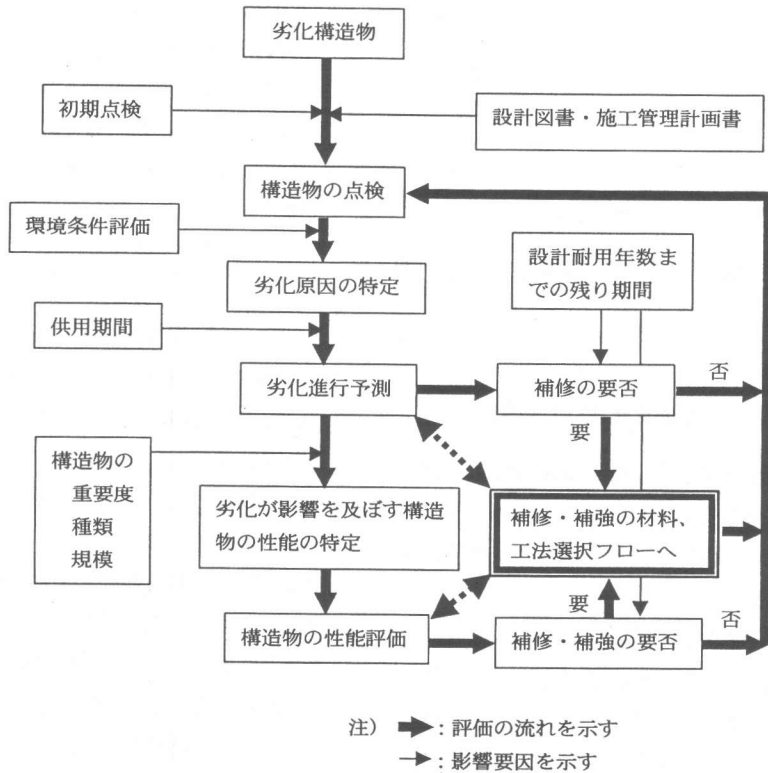 劣化構造物
初期点検
設計図書・施工管理計画書
構造物の点検
環境条件評価
設計耐用年数ま
での残り期間
劣化原因の特定
供用期間
劣化進行予測
補修の要否
否
要
構造物の
重要度
種類
規模
劣化が影響を及ぼす構造
物の性能の特定
補修・補強の材料、
工法選択フローへ
要
否
構造物の性能評価
補修・補強の要否
注) : 評価の流れを示す
: 影響要因を示す